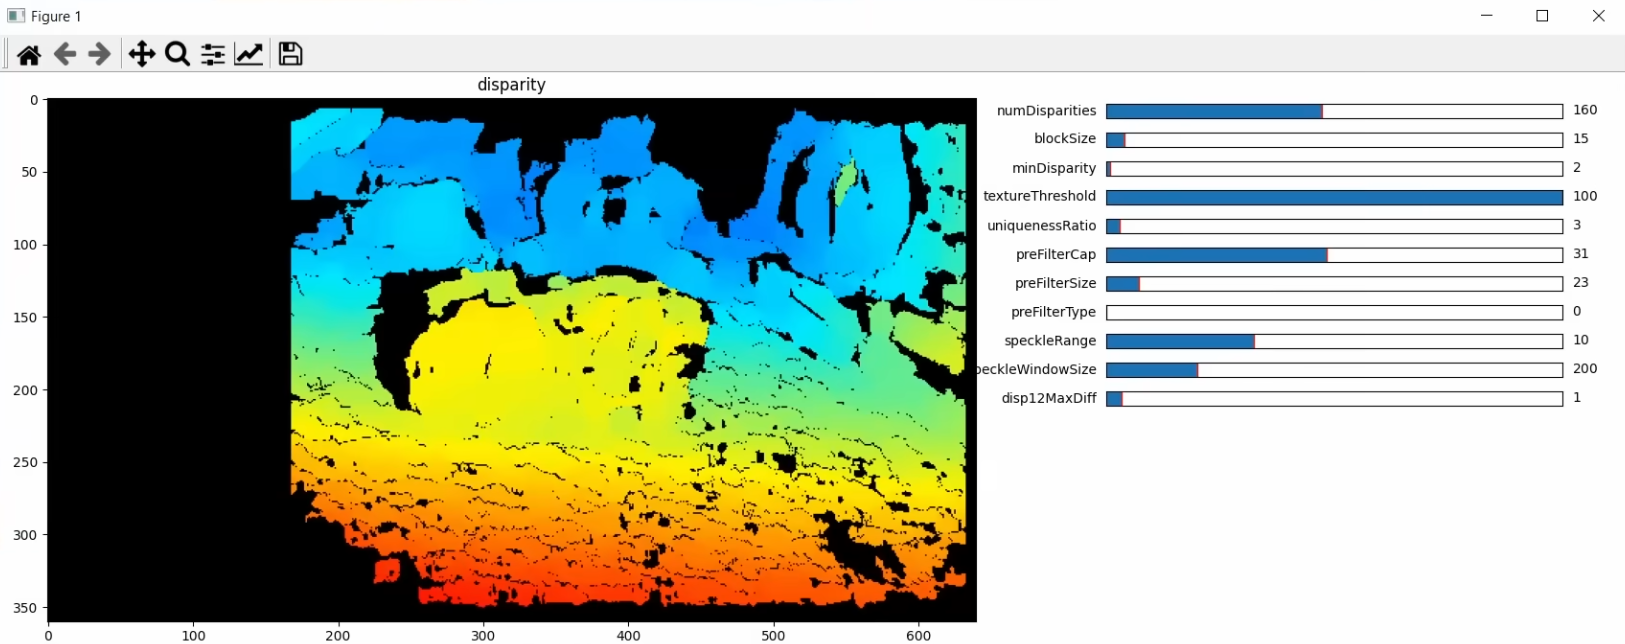 Figure 1
disparity
0
50
100
150
200
250
300
350
0 100 200 300 400 500 600
numDisparities 160
blockSize 15
minDisparity 2
textureThreshold 100
uniquenessRatio 3
preFilterCap 31
preFilterSize 23
preFilterType 0
speckleRange 10
peckleWindowSize 200
disp12MaxDiff 1